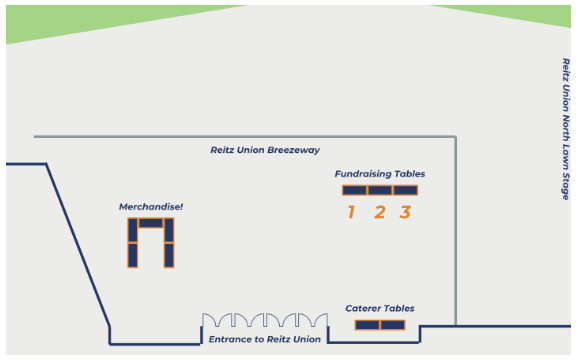 Reitz Union North Lawn Stage
Reitz Union Breezeway
Fundraising Tables
1 2 3
Merchandise!
Caterer Tables
Entrance to Reitz Union